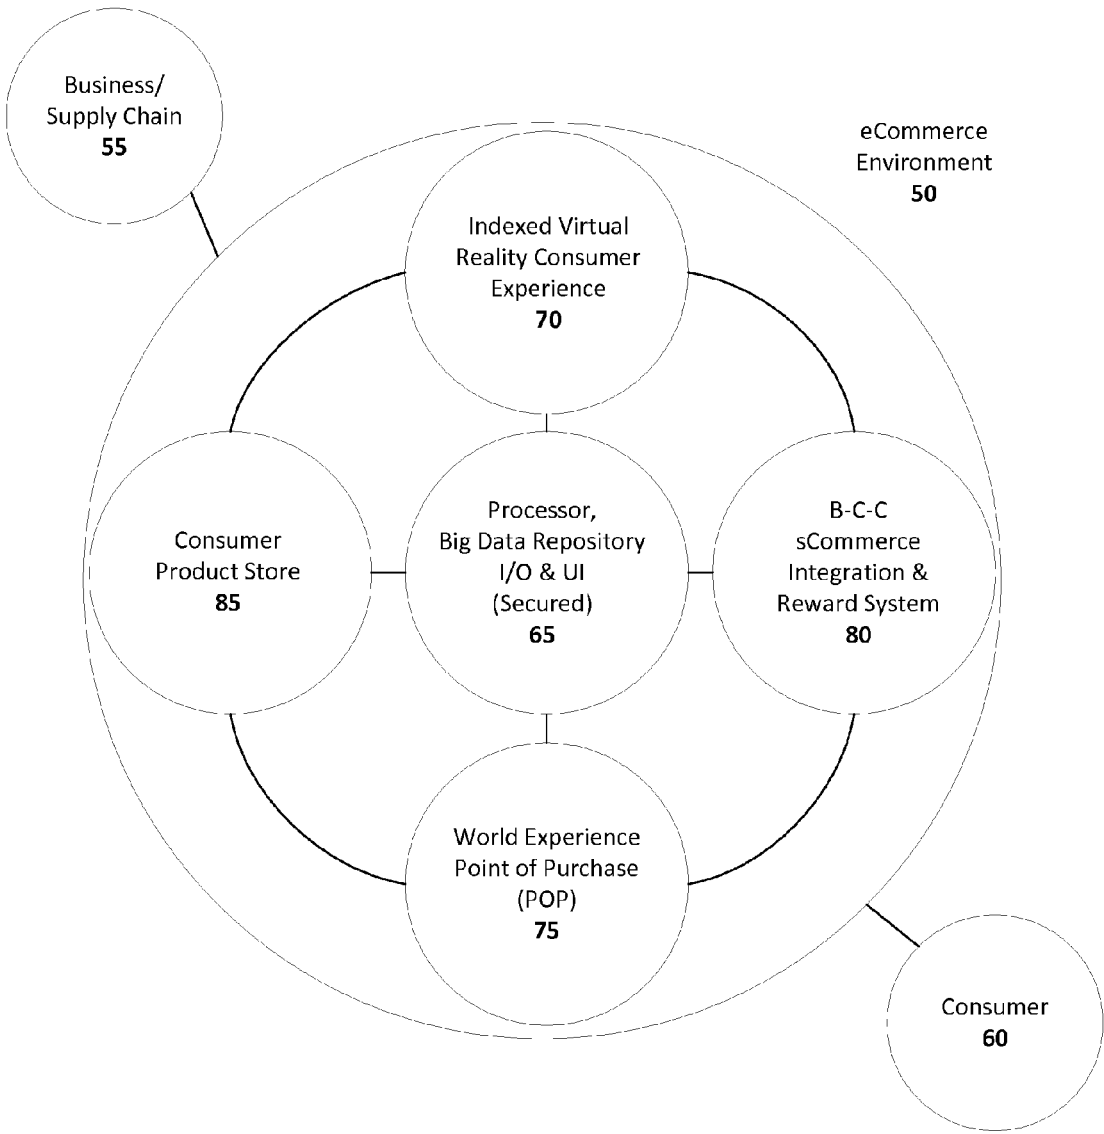 Business/
Supply Chain
55
eCommerce
Environment
50
Indexed Virtual
Reality Consumer
Experience
70
Consumer
Product Store
85
Processor,
Big Data Repository
I/O & UI
(Secured)
65
B-C-C
sCommerce
Integration &
Reward System
80
World Experience
Point of Purchase
(POP)
75
Consumer
60